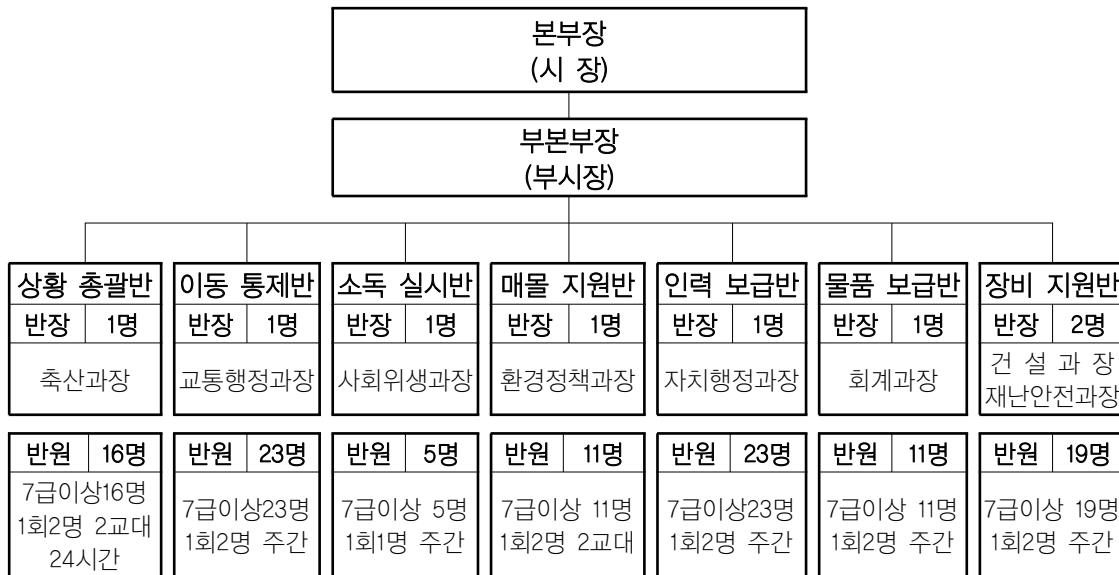 본부장
(시 장)
부본부장
(부시장)
상황 총괄반 이동 통제반 소독 실시반 매몰 지원반 인력 보급반 물품 보급반 장비 지원반
반장 1명 반장 1명 반장 1명 반장 1명 반장 1명 반장 1명 반장 2명
축산과장 교통행정과장 사회위생과장 환경정책과장 자치행정과장 회계과장 건 설 과 장
재난안전과장
반원 16명 반원 23명 반원 5명 반원 11명 반원 23명 반원 11명 반원 19명
7급이상16명 7급이상23명 7급이상 5명 7급이상 11명 7급이상23명 7급이상 11명 7급이상 19명
1회2명 2교대 1회2명 주간 1회1명 주간 1회2명 2교대 1회2명 주간 1회2명 주간 1회2명 주간
24시간